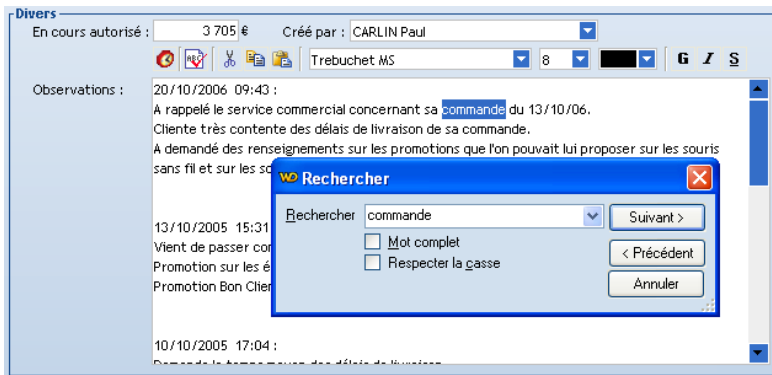 Divers
En cours autorisé : 3 705 € Créé par : CARLIN Paul
Trebuchet MS 8 G I S
Observations : 20/10/2006 09:43 :
A rappelé le service commercial concernant sa commande du 13/10/06.
Cliente très contente des délais de livraison de sa commande.
A demandé des renseignements sur les promotions que l'on pouvait lui proposer sur les souris
sans fil et sur les
WD Rechercher
Rechercher commande Suivant >
Mot complet
< Précédent
Respecter la casse
Annuler
13/10/2005 15:31
Vient de passer
Promotion sur les
Promotion Bon
10/10/2005 17:04 :